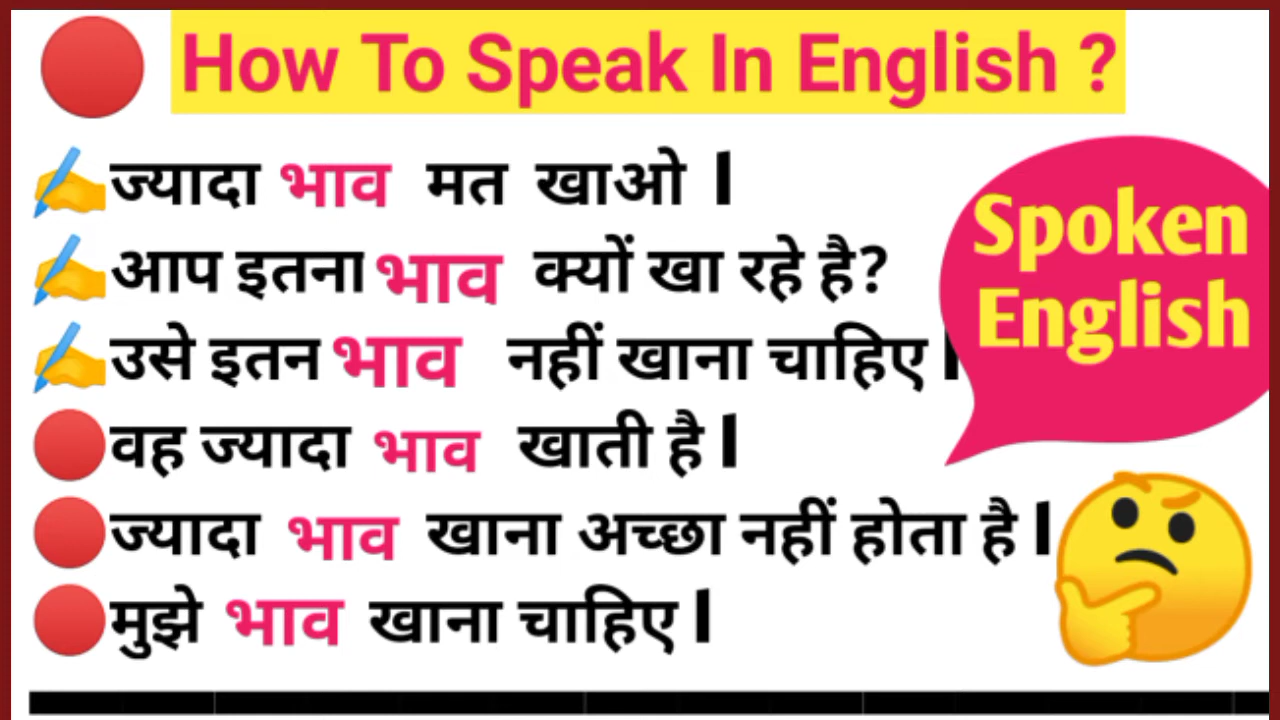 How To Speak In English ?
ज्यादा भाव मत खाओ ।
आप इतना भाव क्यों खा रहे है?
उसे इतन भाव नहीं खाना चाहिए ।
वह ज्यादा भाव खाती है ।
ज्यादा भाव खाना अच्छा नहीं होता है ।
मुझे भाव खाना चाहिए ।
Spoken
English